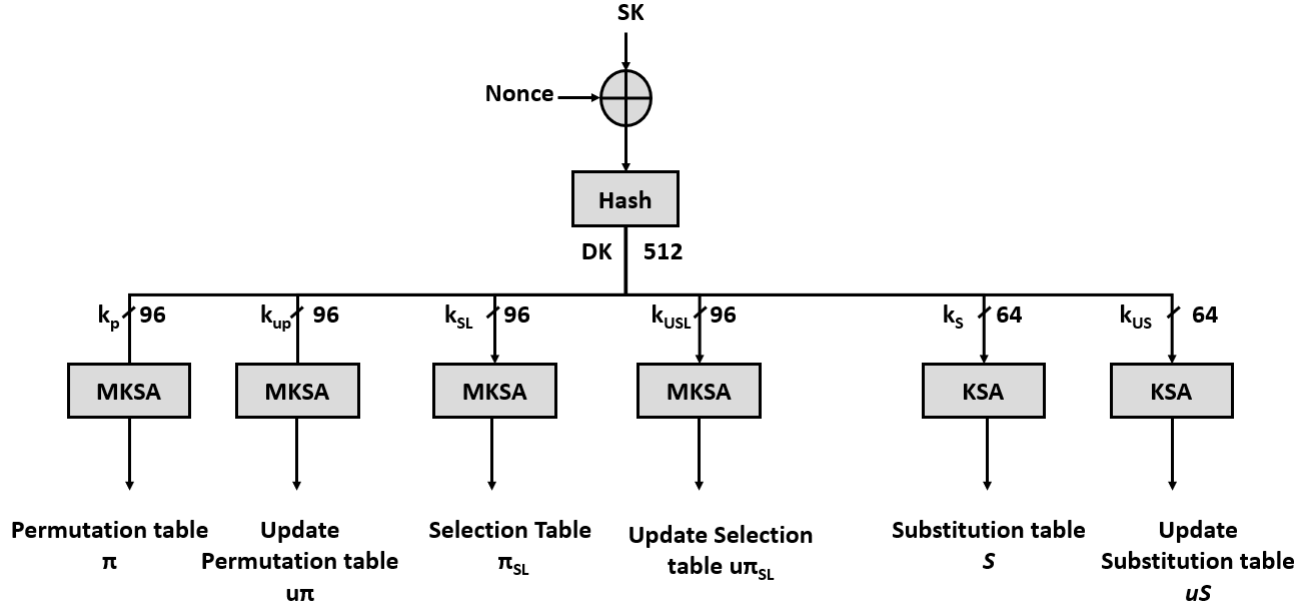 SK
Nonce
Hash
DK 512
k_p 96
k_up 96
k_SL 96
k_USL 96
k_S 64
k_US 64
MKSA
MKSA
MKSA
MKSA
KSA
KSA
Permutation table
π
Update
Permutation table
uπ
Selection Table
π_SL
Update Selection
table uπ_SL
Substitution table
S
Update
Substitution table
uS